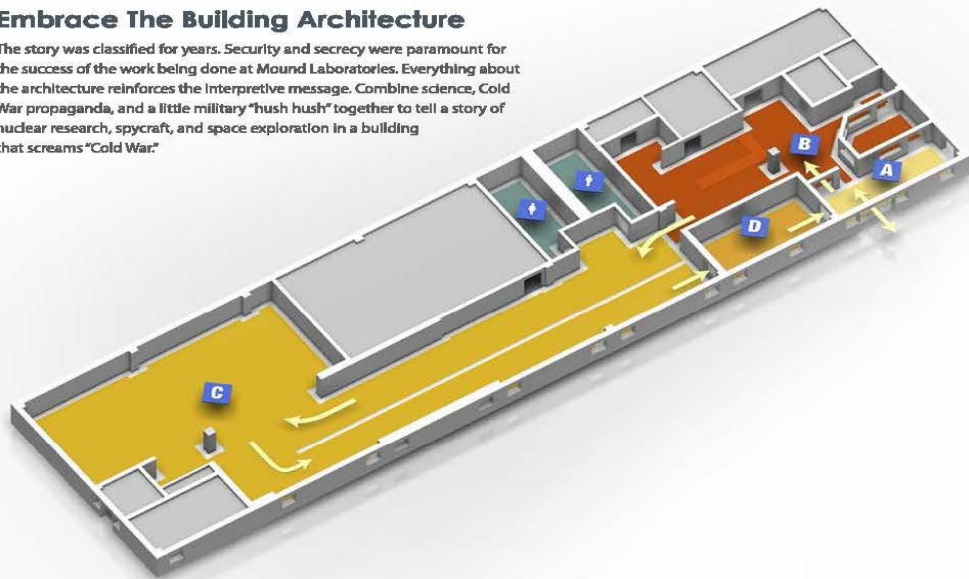 Embrace The Building Architecture
The story was classified for years. Security and secrecy were paramount for
the success of the work being done at Mound Laboratories. Everything about
the architecture reinforces the interpretive message. Combine science, Cold
War propaganda, and a little military "hush hush" together to tell a story of
nuclear research, spycraft, and space exploration in a building
that screams "Cold War."
B
A
D
C